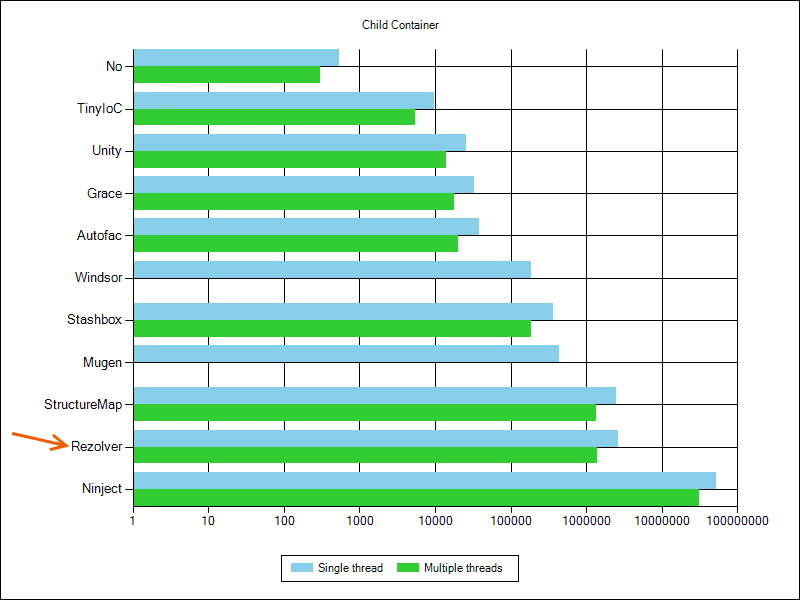 Child Container
No
TinyIoC
Unity
Grace
Autofac
Windsor
Stashbox
Mugen
StructureMap
Rezolver
Ninject
1 10 100 1000 10000 100000 1000000 10000000 100000000
Single thread Multiple threads